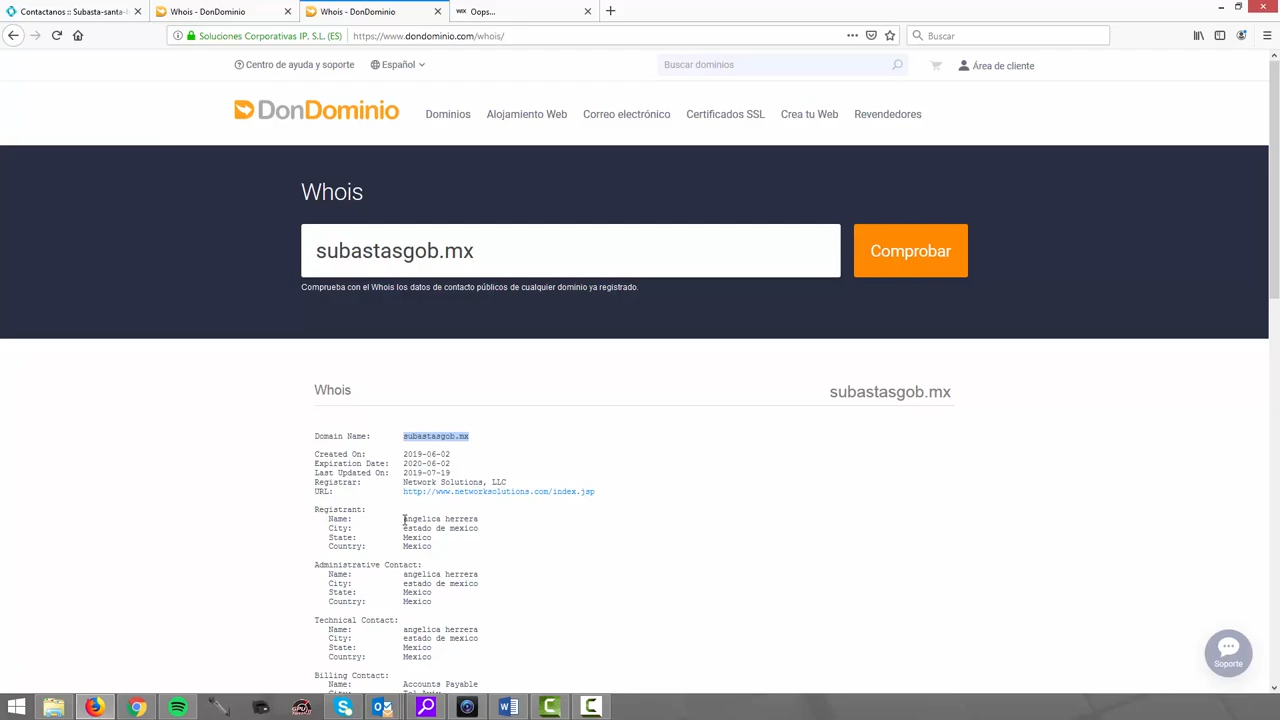 Contactanos :: Subasta-santa-l
Whois - DonDominio
Whois - DonDominio
WIX Oops...
Soluciones Corporativas IP, S.L. (ES)
https://www.dondominio.com/whois/
Buscar
Centro de ayuda y soporte
Español
Buscar dominios
Área de cliente
DonDominio
Dominios
Alojamiento Web
Correo electrónico
Certificados SSL
Crea tu Web
Revendedores
Whois
subastasgob.mx
Comprobar
Comprueba con el Whois los datos de contacto públicos de cualquier dominio ya registrado.
Whois
subastasgob.mx
Domain Name: subastasgob.mx
Created On: 2019-06-02
Expiration Date: 2020-06-02
Last Updated On: 2019-07-19
Registrar: Network Solutions, LLC
URL: http://www.networksolutions.com/index.jsp
Registrant:
Name: angelica herrera
City: estado de mexico
State: Mexico
Country: Mexico
Administrative Contact:
Name: angelica herrera
City: estado de mexico
State: Mexico
Country: Mexico
Technical Contact:
Name: angelica herrera
City: estado de mexico
State: Mexico
Country: Mexico
Billing Contact:
Name: Accounts Payable
Soporte